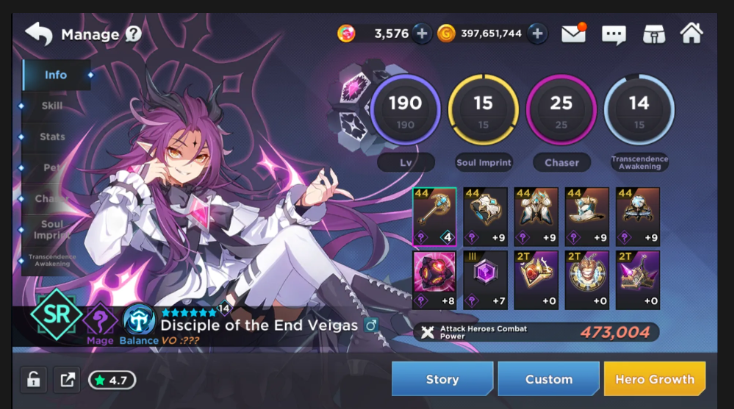 Manage ?
3,576 +
G 397,651,744 +
Info
Skill
Stats
Pet
Soul
Transcendence
Awakening
190
190
Lv
15
15
Soul Imprint
25
25
Chaser
14
15
Transcendence
Awakening
44
4
44
+9
44
+9
44
+9
44
+9
+8
III
+7
2T
+0
2T
+0
2T
+0
SR
Mage
Balance
14
Disciple of the End Veigas
VO :???
Attack Heroes Combat
Power
473,004
4.7
Story
Custom
Hero Growth